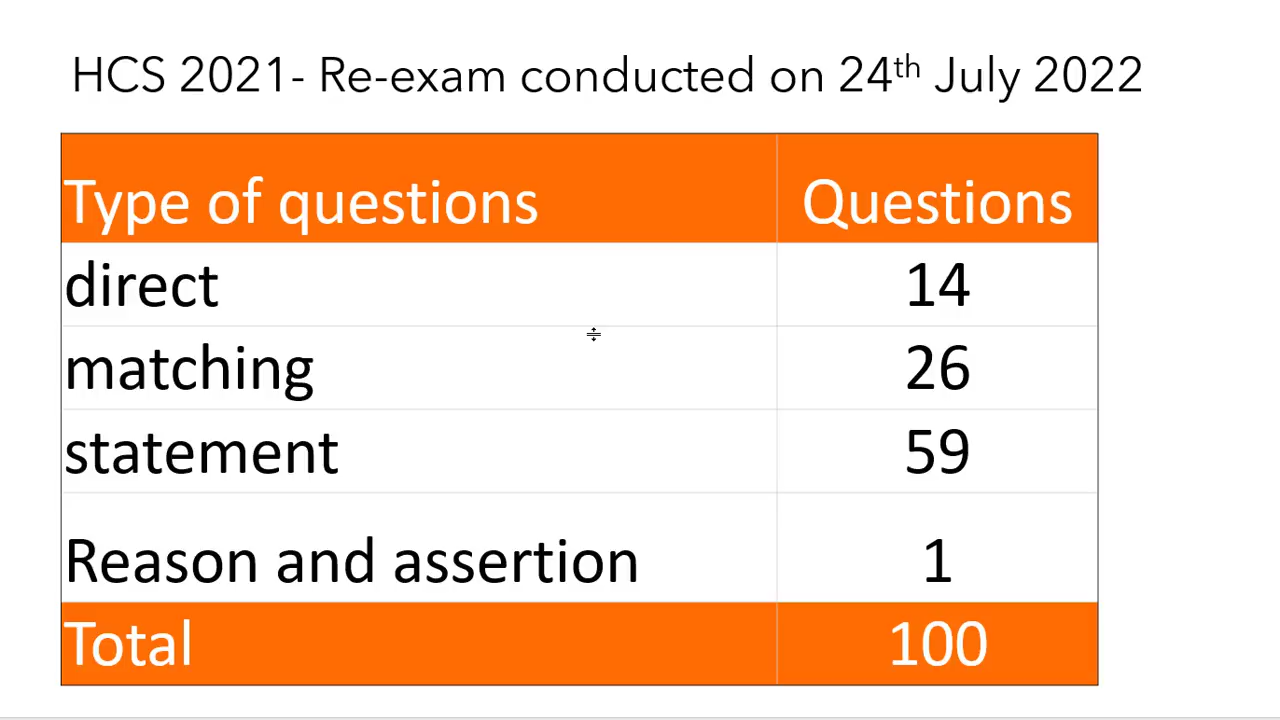 HCS 2021- Re-exam conducted on 24th July 2022
Type of questions Questions
direct 14
matching 26
statement 59
Reason and assertion 1
Total 100